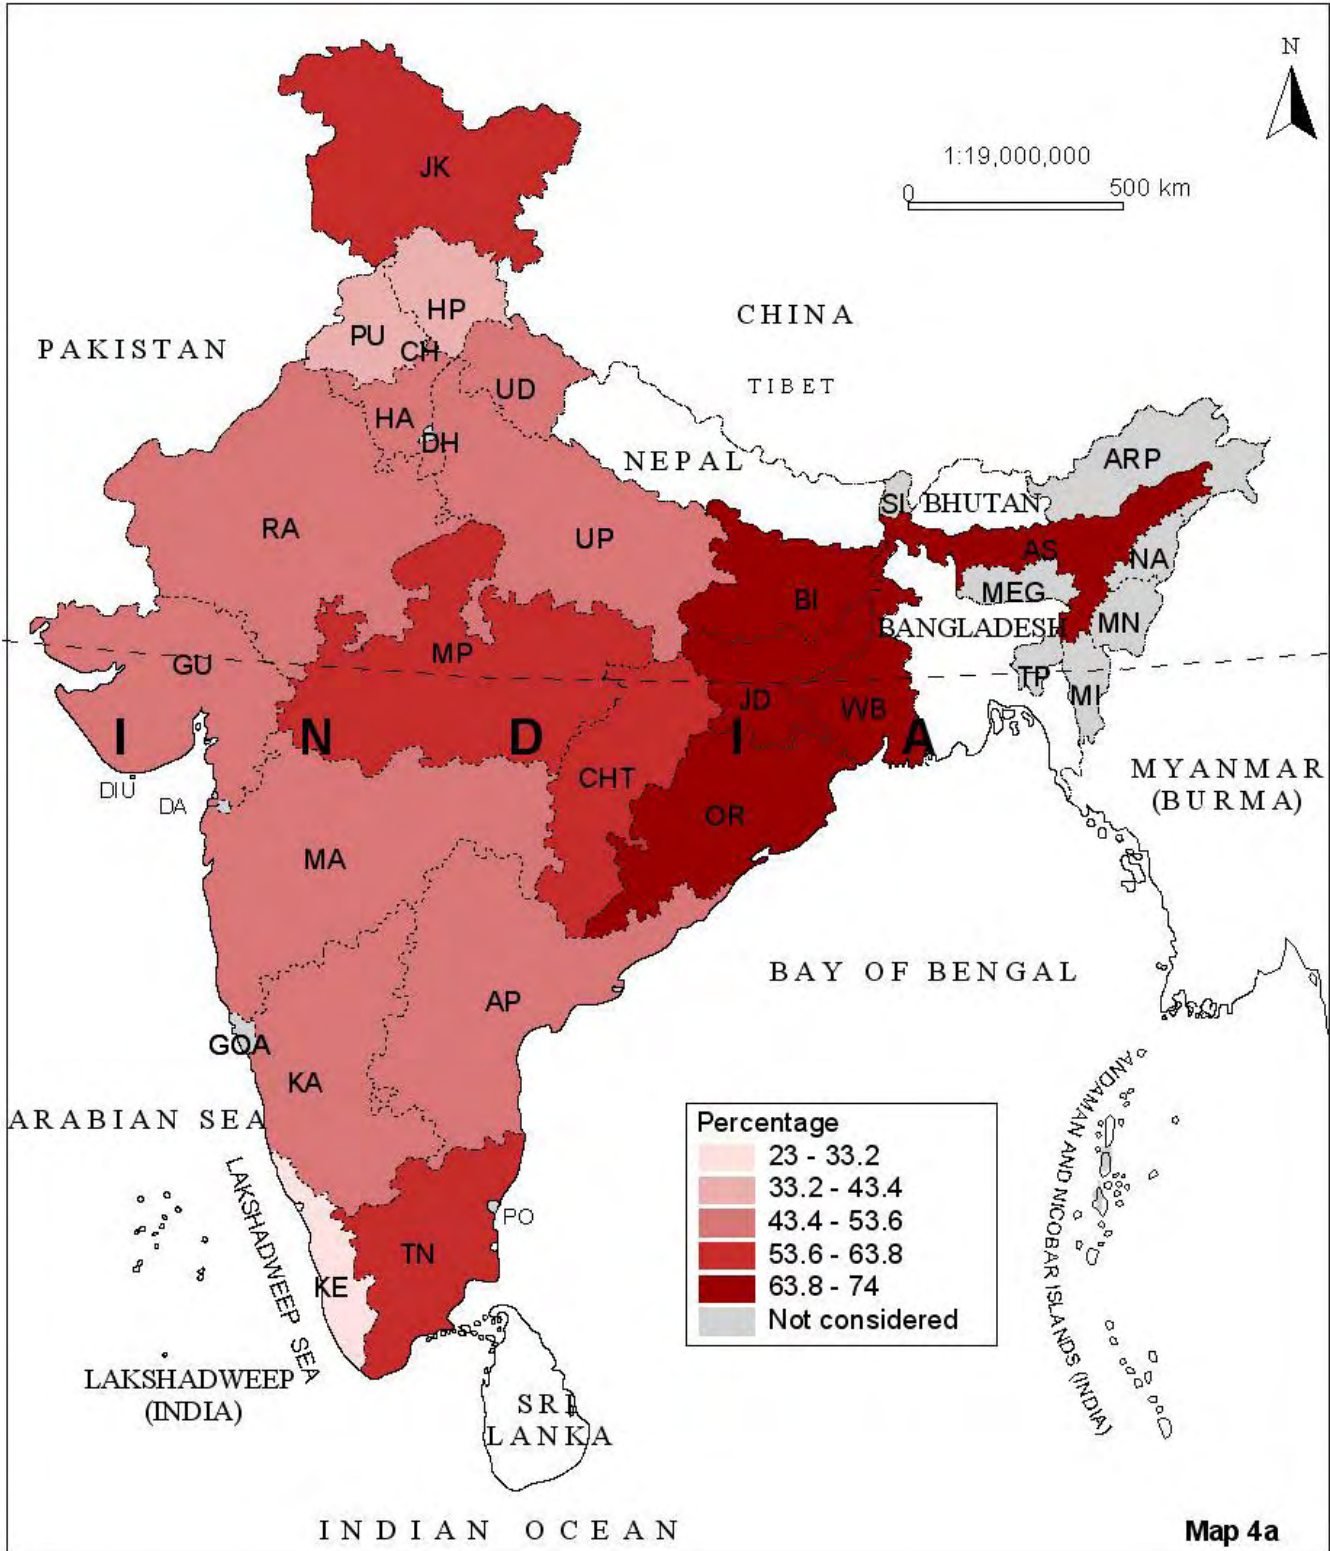 N
1:19,000,000
0 500 km
JK
HP
PU
CH
PAKISTAN
CHINA
TIBET
UD
HA
DH
NEPAL
ARP
SI
BHUTAN
RA
UP
AS
NA
BI
MEG
BANGLADESH
MN
GU
MP
TP
MI
JD
WB
I N D I A
DIU
DA
CHT
OR
MYANMAR
(BURMA)
MA
BAY OF BENGAL
AP
GOA
KA
ARABIAN SEA
LAKSHADWEEP SEA
ANDAMAN AND NICOBAR ISLANDS (INDIA)
Percentage
23 - 33.2
33.2 - 43.4
43.4 - 53.6
53.6 - 63.8
63.8 - 74
Not considered
PO
TN
KE
LAKSHADWEEP
(INDIA)
SRI
LANKA
INDIAN OCEAN
Map 4a